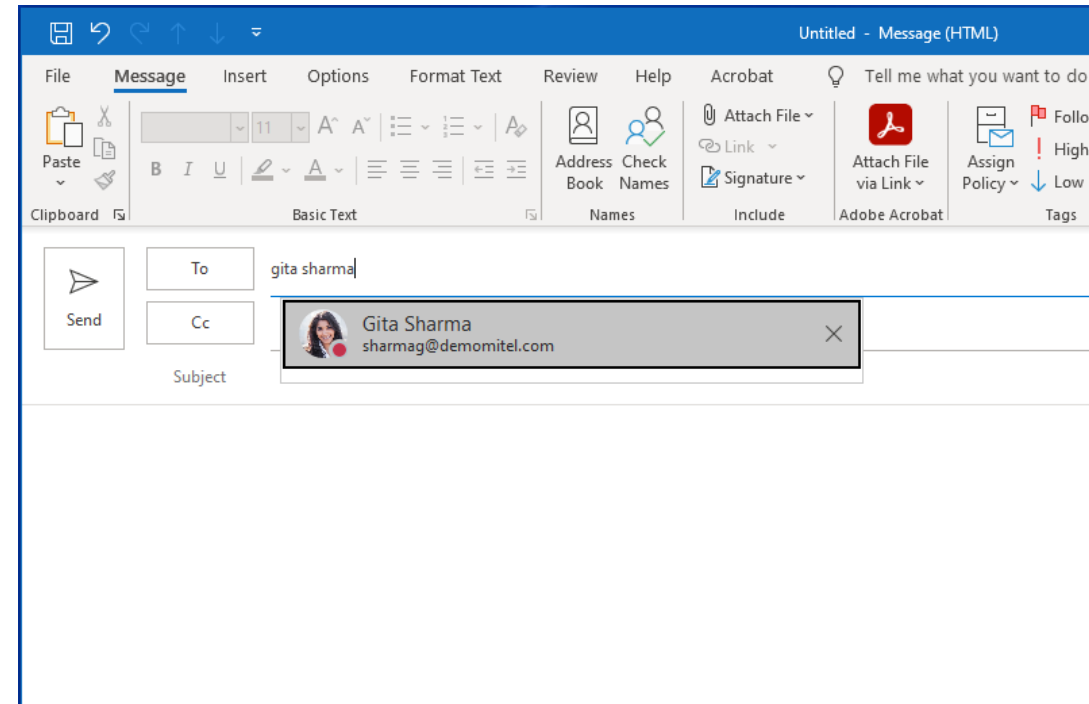 Untitled - Message (HTML)
File Message Insert Options Format Text Review Help Acrobat Tell me what you want to do
Paste
11
B I U A
Address Book
Check Names
Attach File
Link
Signature
Attach File via Link
Assign Policy
Follo
High
Low
Clipboard Basic Text Names Include Adobe Acrobat Tags
Send
To gita sharma
Cc
Gita Sharma
sharmag@demomitel.com
Subject